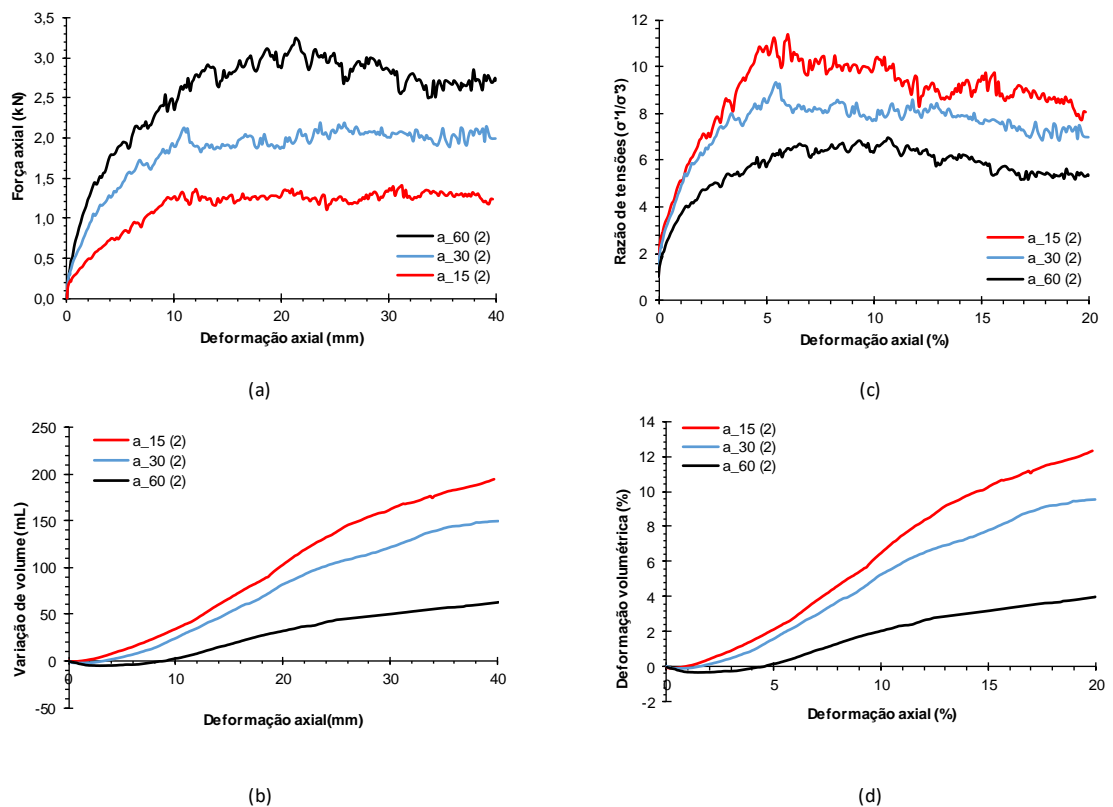 3,5
3,0
2,5
2,0
1,5
1,0
0,5
0,0
Força axial (kN)
a_60 (2)
a_30 (2)
a_15 (2)
0 10 20 30 40
Deformação axial (mm)
(a)
12
10
8
6
4
2
0
Razão de tensões (σ'1/σ'3)
a_15 (2)
a_30 (2)
a_60 (2)
0 5 10 15 20
Deformação axial (%)
(c)
250
200
150
100
50
0
-50
Variação de volume (mL)
a_15 (2)
a_30 (2)
a_60 (2)
0 10 20 30 40
Deformação axial(mm)
(b)
14
12
10
8
6
4
2
0
-2
Deformação volumétrica (%)
a_15 (2)
a_30 (2)
a_60 (2)
0 5 10 15 20
Deformação axial (%)
(d)